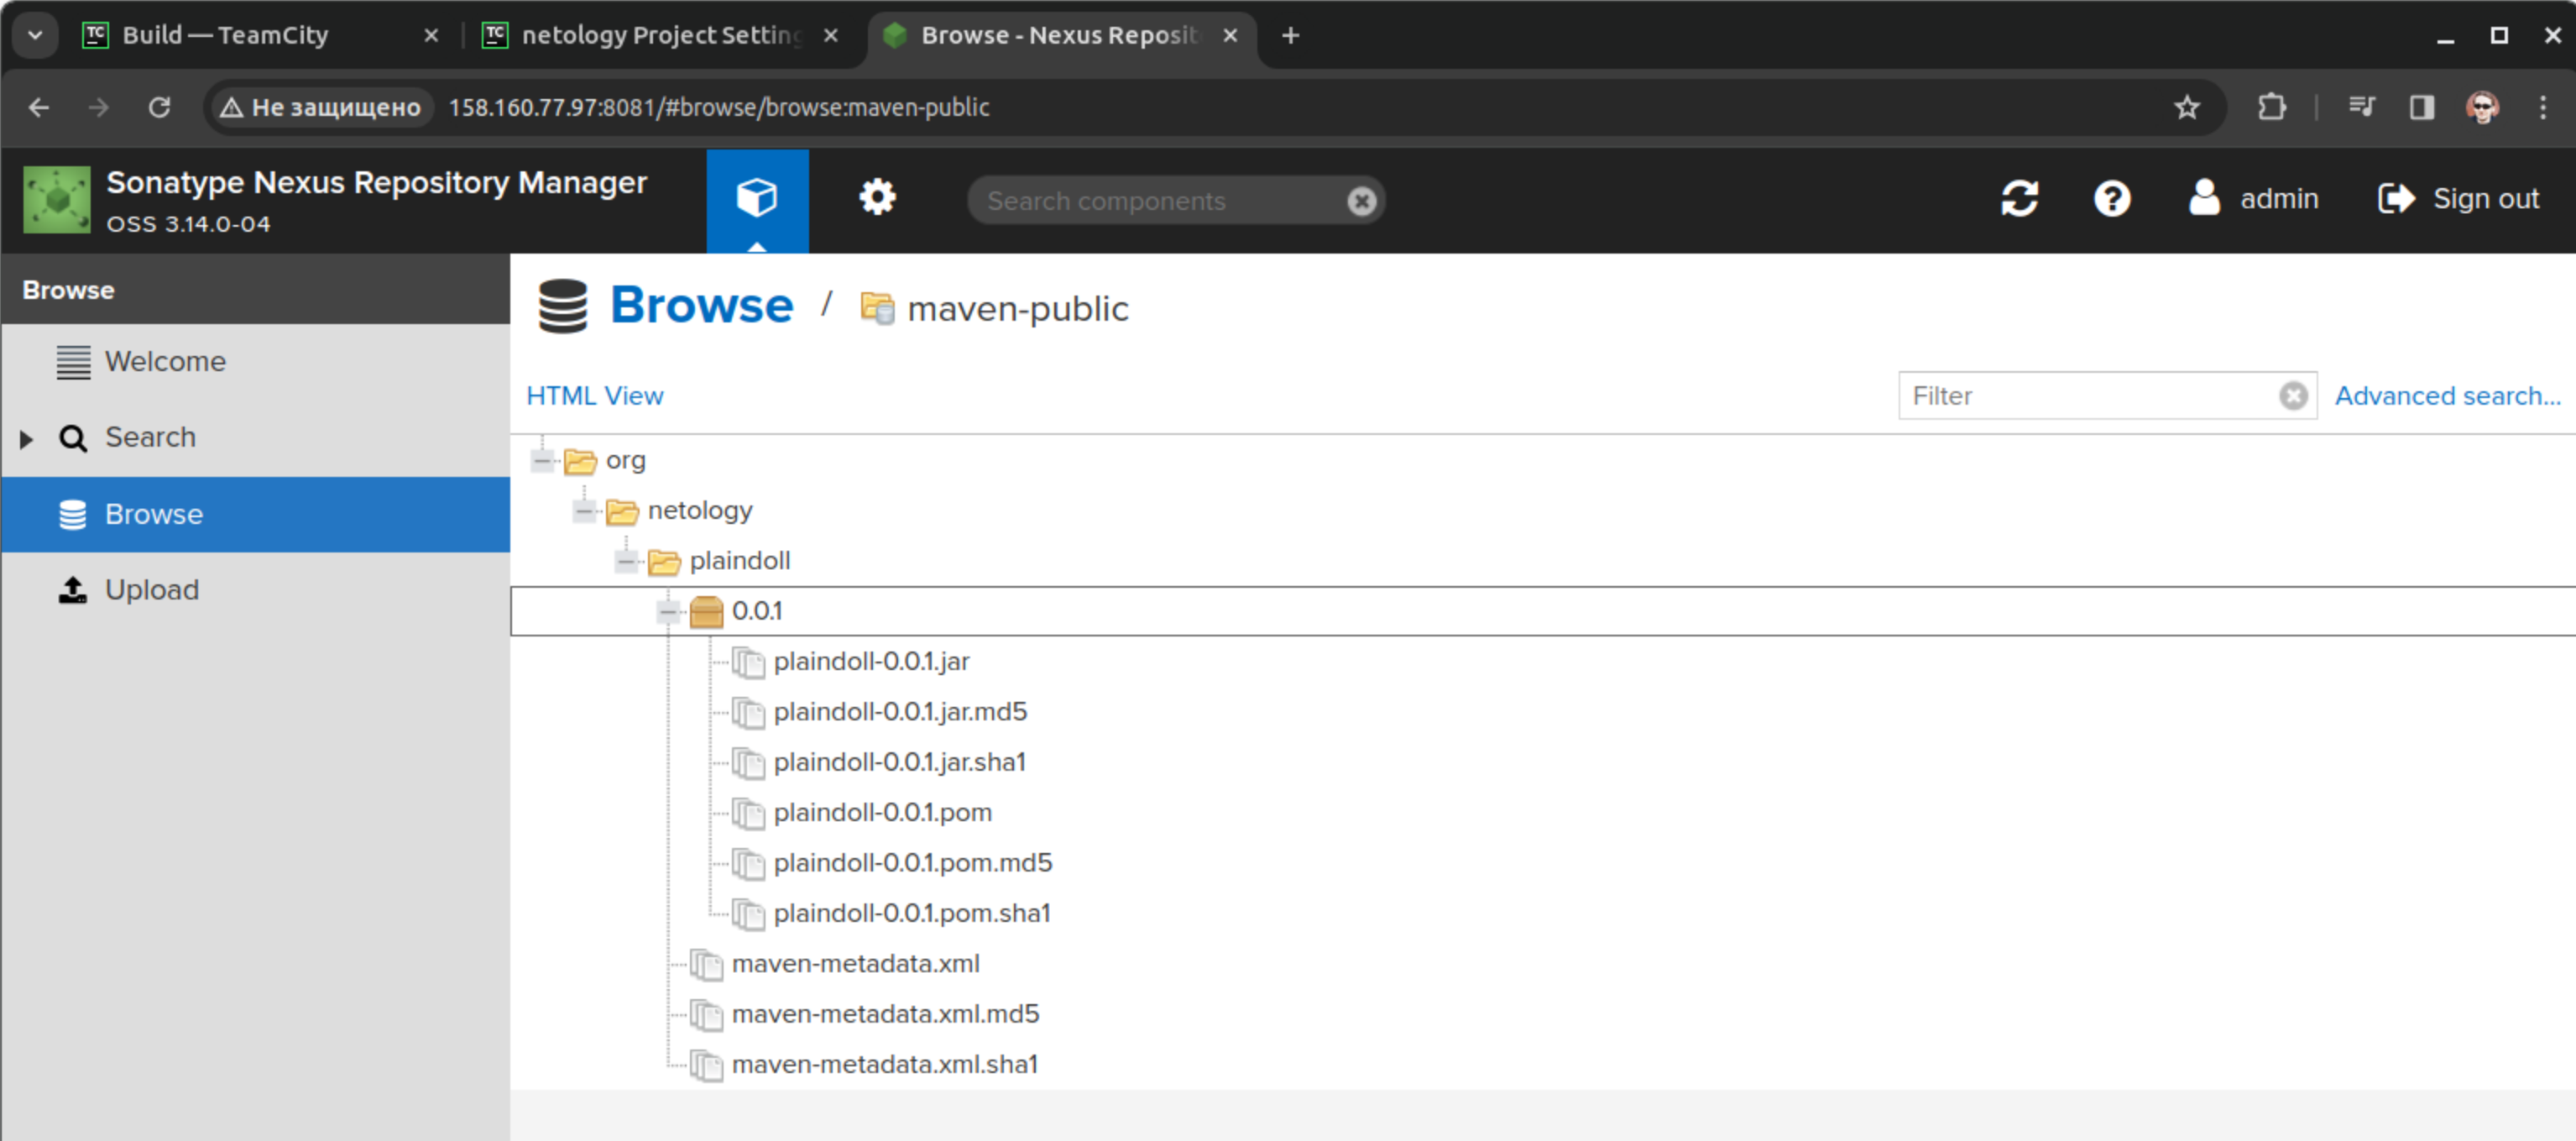 Build — TeamCity
netology Project Setting
Browse - Nexus Reposit
Не защищено 158.160.77.97:8081/#browse/browse:maven-public
Sonatype Nexus Repository Manager
OSS 3.14.0-04
Search components
admin
Sign out
Browse
Welcome
Search
Browse
Upload
Browse / maven-public
HTML View
Filter
Advanced search...
org
netology
plaindoll
0.0.1
plaindoll-0.0.1.jar
plaindoll-0.0.1.jar.md5
plaindoll-0.0.1.jar.sha1
plaindoll-0.0.1.pom
plaindoll-0.0.1.pom.md5
plaindoll-0.0.1.pom.sha1
maven-metadata.xml
maven-metadata.xml.md5
maven-metadata.xml.sha1